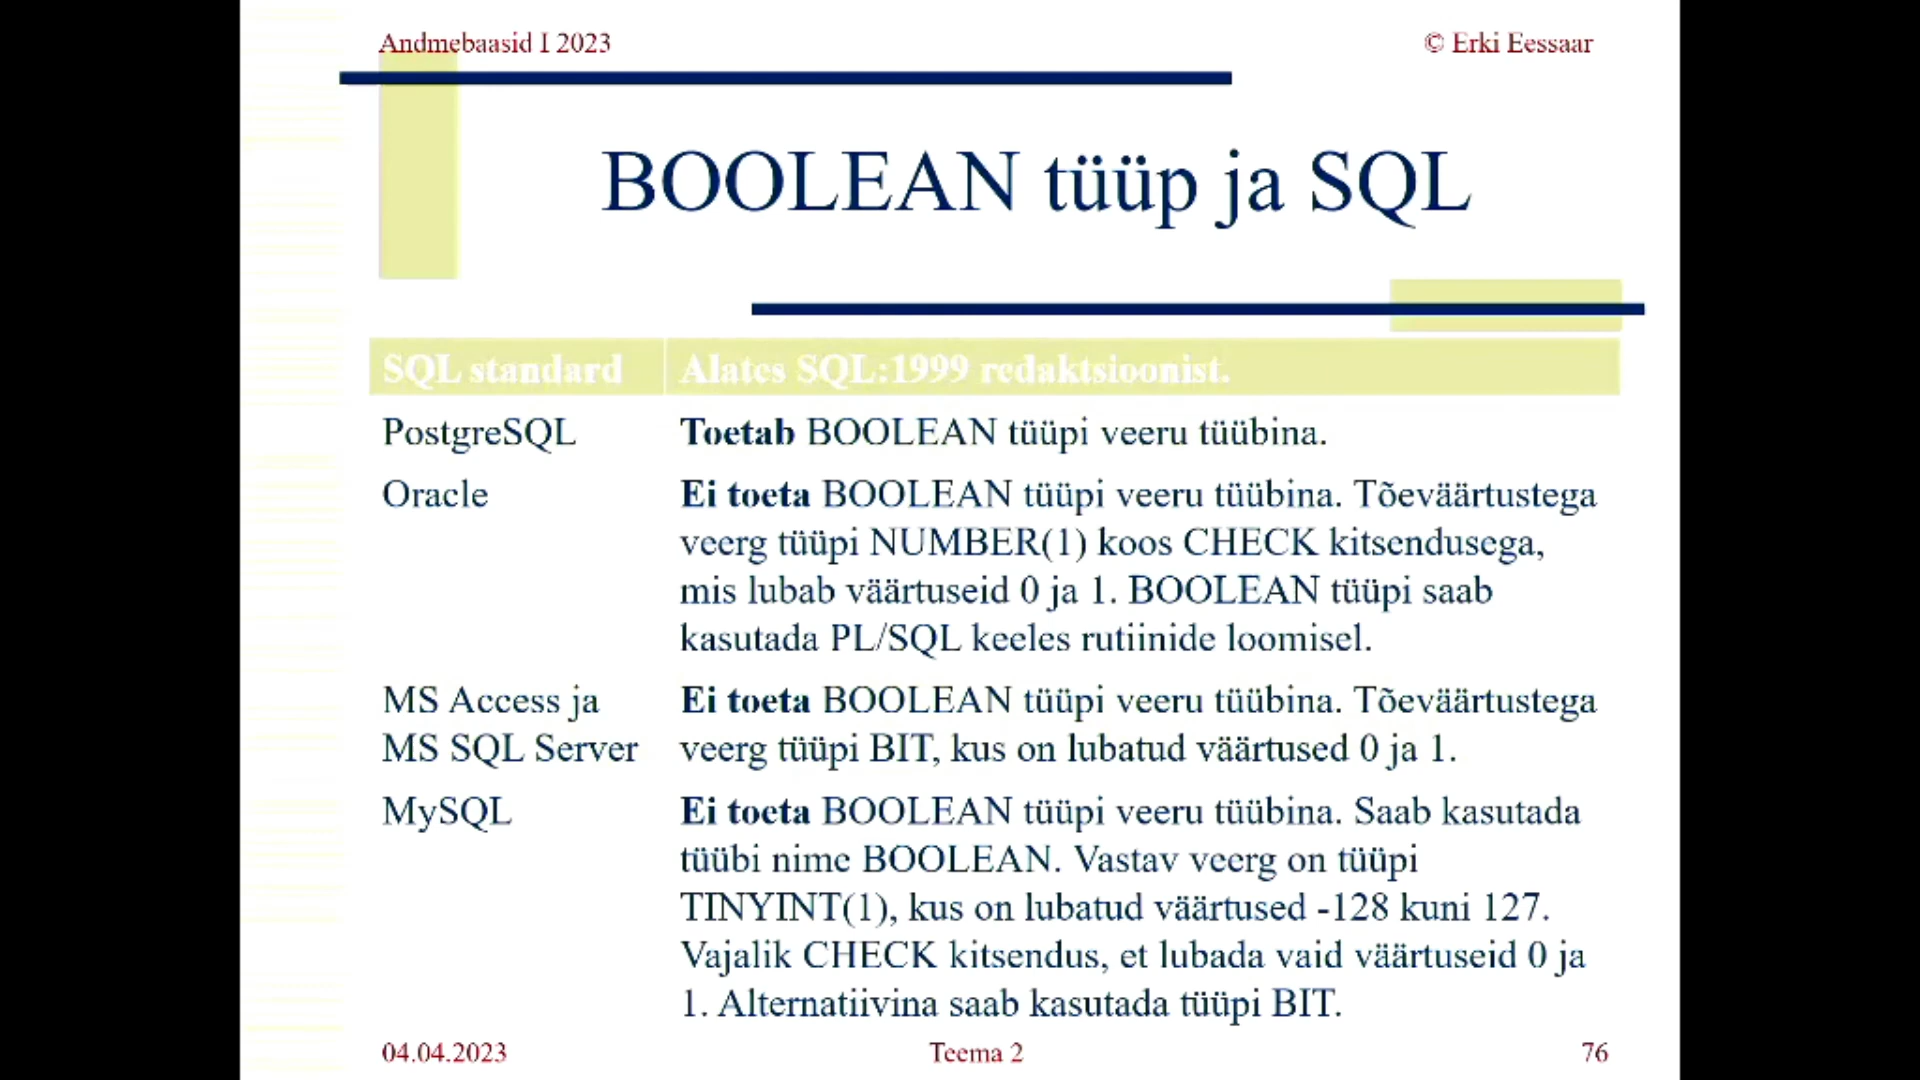 Andmebaasid I 2023
© Erki Eessaar
BOOLEAN tüüp ja SQL
SQL standard
Alates SQL:1999 redaktsioonist.
PostgreSQL
Toetab BOOLEAN tüüpi veeru tüübina.
Oracle
Ei toeta BOOLEAN tüüpi veeru tüübina. Tõeväärtustega
veerg tüüpi NUMBER(1) koos CHECK kitsendusega,
mis lubab väärtuseid 0 ja 1. BOOLEAN tüüpi saab
kasutada PL/SQL keeles rutiinide loomisel.
MS Access ja
MS SQL Server
Ei toeta BOOLEAN tüüpi veeru tüübina. Tõeväärtustega
veerg tüüpi BIT, kus on lubatud väärtused 0 ja 1.
MySQL
Ei toeta BOOLEAN tüüpi veeru tüübina. Saab kasutada
tüübi nime BOOLEAN. Vastav veerg on tüüpi
TINYINT(1), kus on lubatud väärtused -128 kuni 127.
Vajalik CHECK kitsendus, et lubada vaid väärtuseid 0 ja
1. Alternatiivina saab kasutada tüüpi BIT.
04.04.2023
Teema 2
76